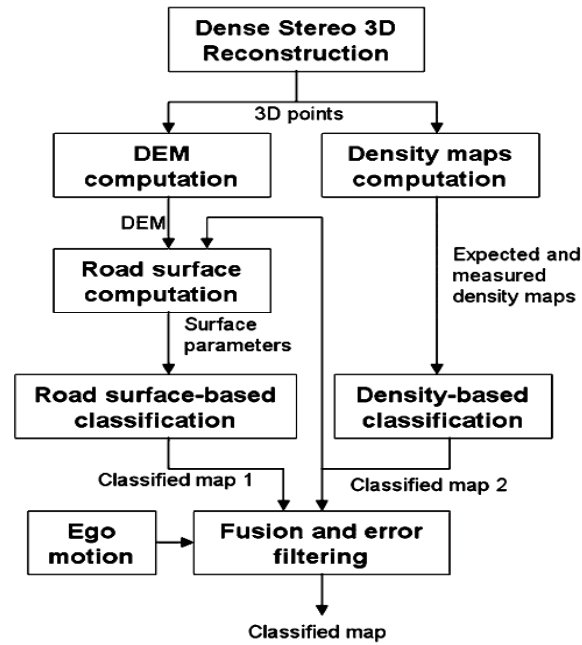 Dense Stereo 3D
Reconstruction
3D points
DEM
computation
Density maps
computation
DEM
Expected and
measured
density maps
Road surface
computation
Surface
parameters
Road surface-based
classification
Density-based
classification
Classified map 1
Classified map 2
Ego
motion
Fusion and error
filtering
Classified map